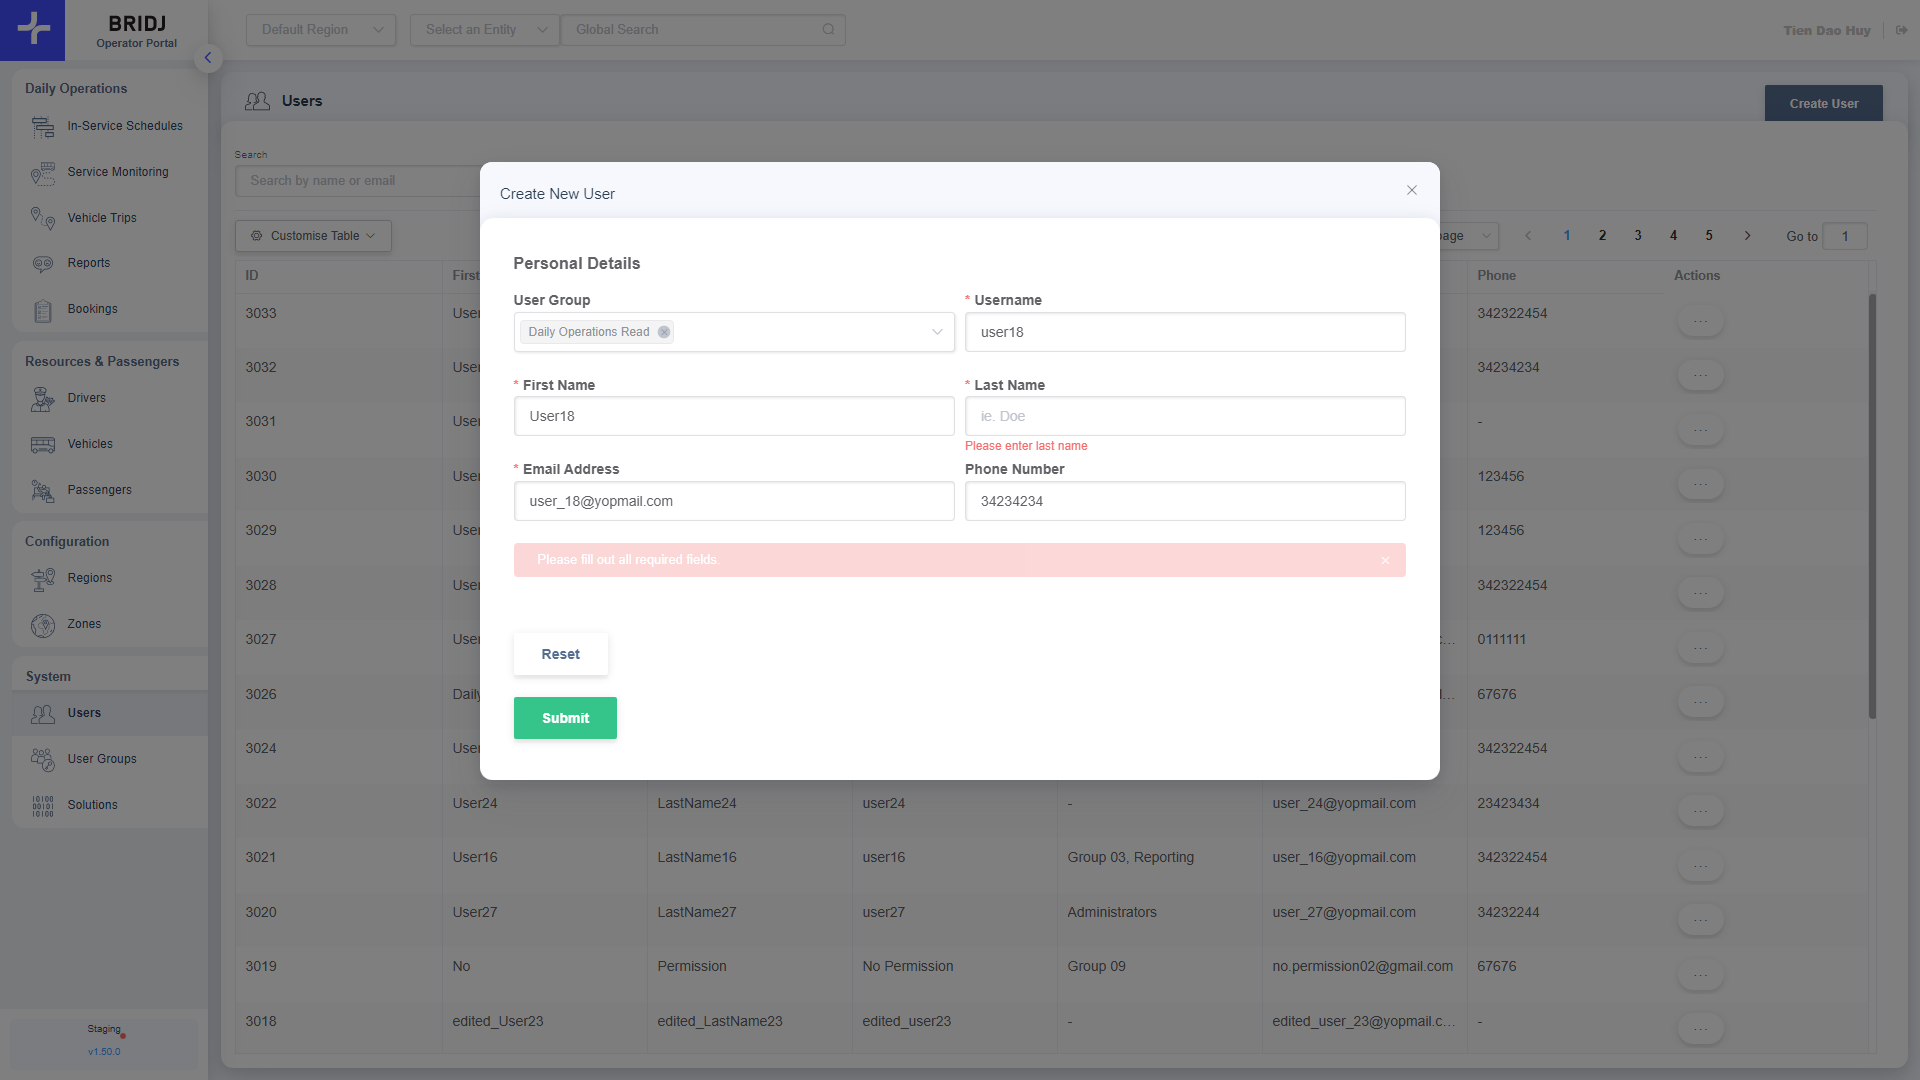 BRIDJ
Operator Portal
Default Region
Select an Entity
Global Search
Tien Dao Huy
Daily Operations
In-Service Schedules
Service Monitoring
Vehicle Trips
Reports
Bookings
Resources & Passengers
Drivers
Vehicles
Passengers
Configuration
Regions
Zones
System
Users
User Groups
Solutions
Staging
v1.50.0
Users
Create User
Search
Search by name or email
Customise Table
page
1 2 3 4 5
Go to 1
ID First Phone Actions
3033 User 342322454 ...
3032 User 34234234 ...
3031 User - ...
3030 User 123456 ...
3029 User 123456 ...
3028 User 342322454 ...
3027 User c... 0111111 ...
3026 Daily l... 67676 ...
3024 User 342322454 ...
3022 User24 LastName24 user24 - user_24@yopmail.com 23423434 ...
3021 User16 LastName16 user16 Group 03, Reporting user_16@yopmail.com 342322454 ...
3020 User27 LastName27 user27 Administrators user_27@yopmail.com 34232244 ...
3019 No Permission No Permission Group 09 no.permission02@gmail.com 67676 ...
3018 edited_User23 edited_LastName23 edited_user23 - edited_user_23@yopmail.c... - ...
Create New User
Personal Details
User Group
Daily Operations Read
* Username
user18
* First Name
User18
* Last Name
ie. Doe
Please enter last name
* Email Address
user_18@yopmail.com
Phone Number
34234234
Please fill out all required fields.
Reset
Submit